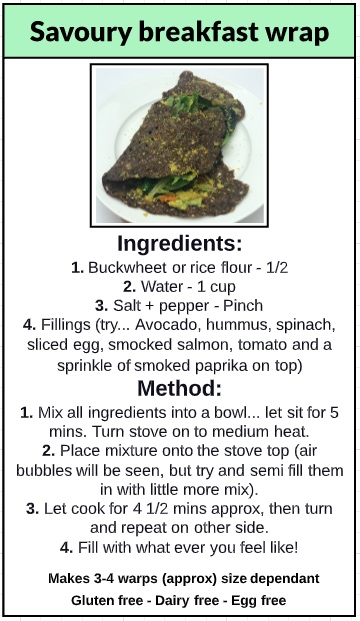 Savoury breakfast wrap
Ingredients:
1. Buckwheat or rice flour - 1/2
2. Water - 1 cup
3. Salt + pepper - Pinch
4. Fillings (try... Avocado, hummus, spinach,
sliced egg, smocked salmon, tomato and a
sprinkle of smoked paprika on top)
Method:
1. Mix all ingredients into a bowl... let sit for 5
mins. Turn stove on to medium heat.
2. Place mixture onto the stove top (air
bubbles will be seen, but try and semi fill them
in with little more mix).
3. Let cook for 4 1/2 mins approx, then turn
and repeat on other side.
4. Fill with what ever you feel like!
Makes 3-4 warps (approx) size dependant
Gluten free - Dairy free - Egg free